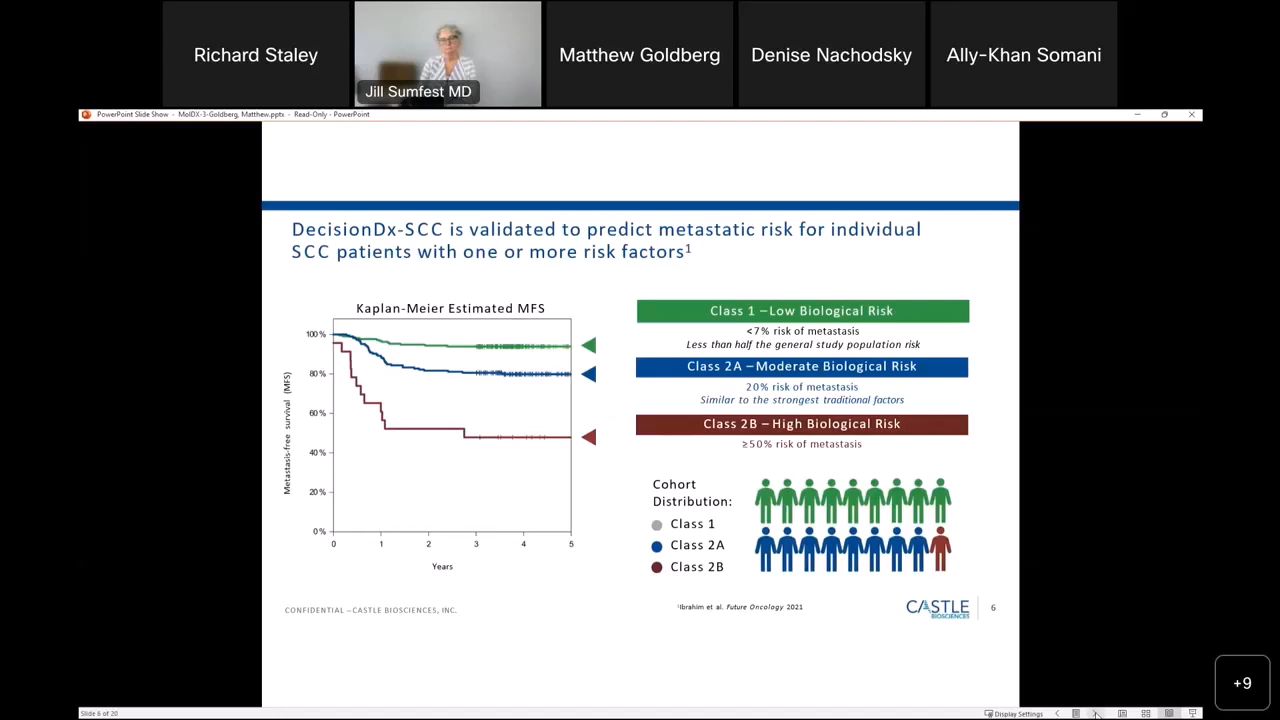 Richard Staley
Jill Sumfest MD
Matthew Goldberg
Denise Nachodsky
Ally-Khan Somani
PowerPoint Slide Show - MolDX-3-Goldberg, Matthew.pptx - Read-Only - PowerPoint
DecisionDx-SCC is validated to predict metastatic risk for individual
SCC patients with one or more risk factors1
Kaplan-Meier Estimated MFS
Metastasis-free survival (MFS)
100%
80%
60%
40%
20%
0%
0 1 2 3 4 5
Years
Class 1 –Low Biological Risk
<7% risk of metastasis
Less than half the general study population risk
Class 2A –Moderate Biological Risk
20% risk of metastasis
Similar to the strongest traditional factors
Class 2B – High Biological Risk
≥50% risk of metastasis
Cohort
Distribution:
Class 1
Class 2A
Class 2B
CONFIDENTIAL –CASTLE BIOSCIENCES, INC.
1Ibrahim et al. Future Oncology 2021
CASTLE
BIOSCIENCES
6
+9
Slide 6 of 20
Display Settings